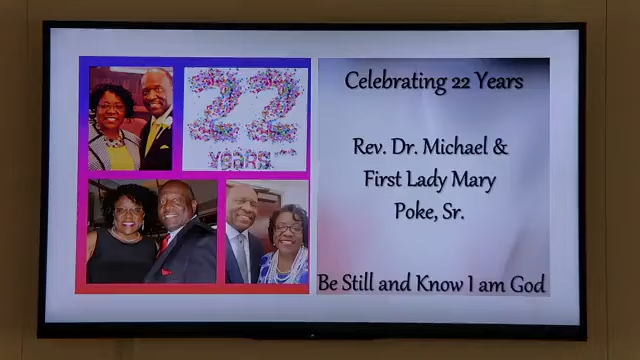 22
YEARS
Celebrating 22 Years
Rev. Dr. Michael &
First Lady Mary
Poke, Sr.
Be Still and Know I am God